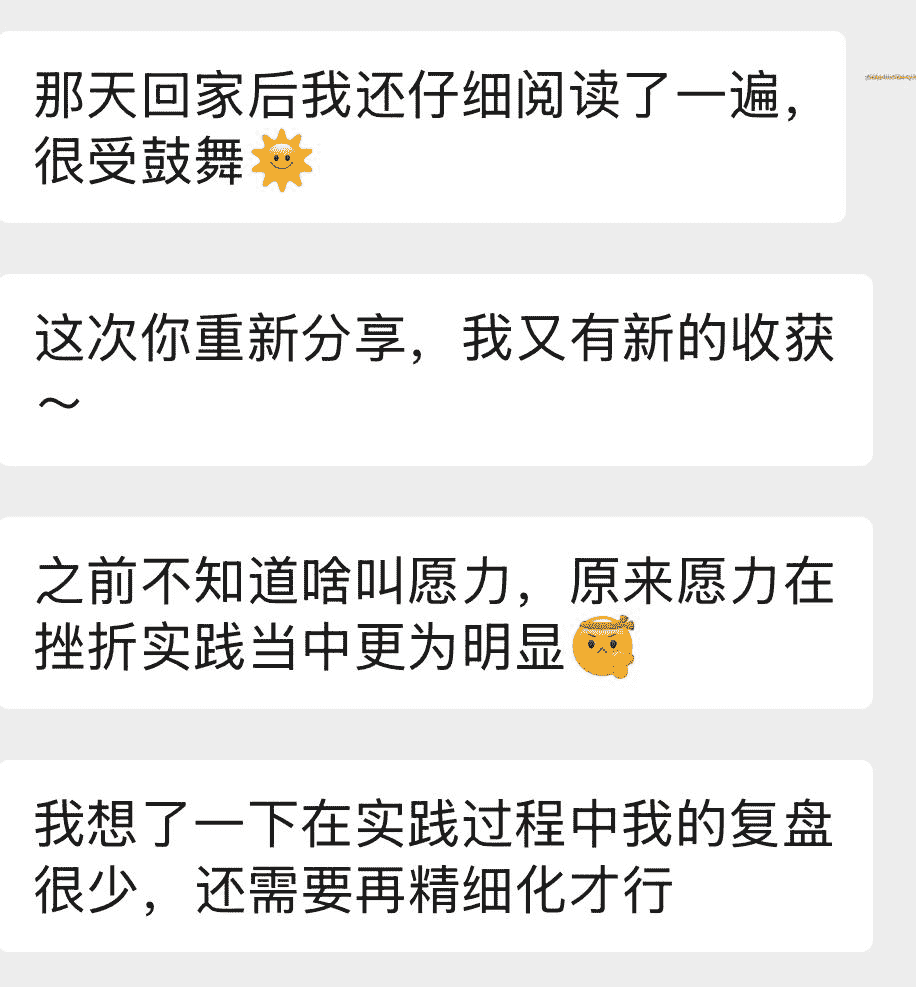 那天回家后我还仔细阅读了一遍，
很受鼓舞
这次你重新分享，我又有新的收获
～
之前不知道啥叫愿力，原来愿力在
挫折实践当中更为明显
我想了一下在实践过程中我的复盘
很少，还需要再精细化才行